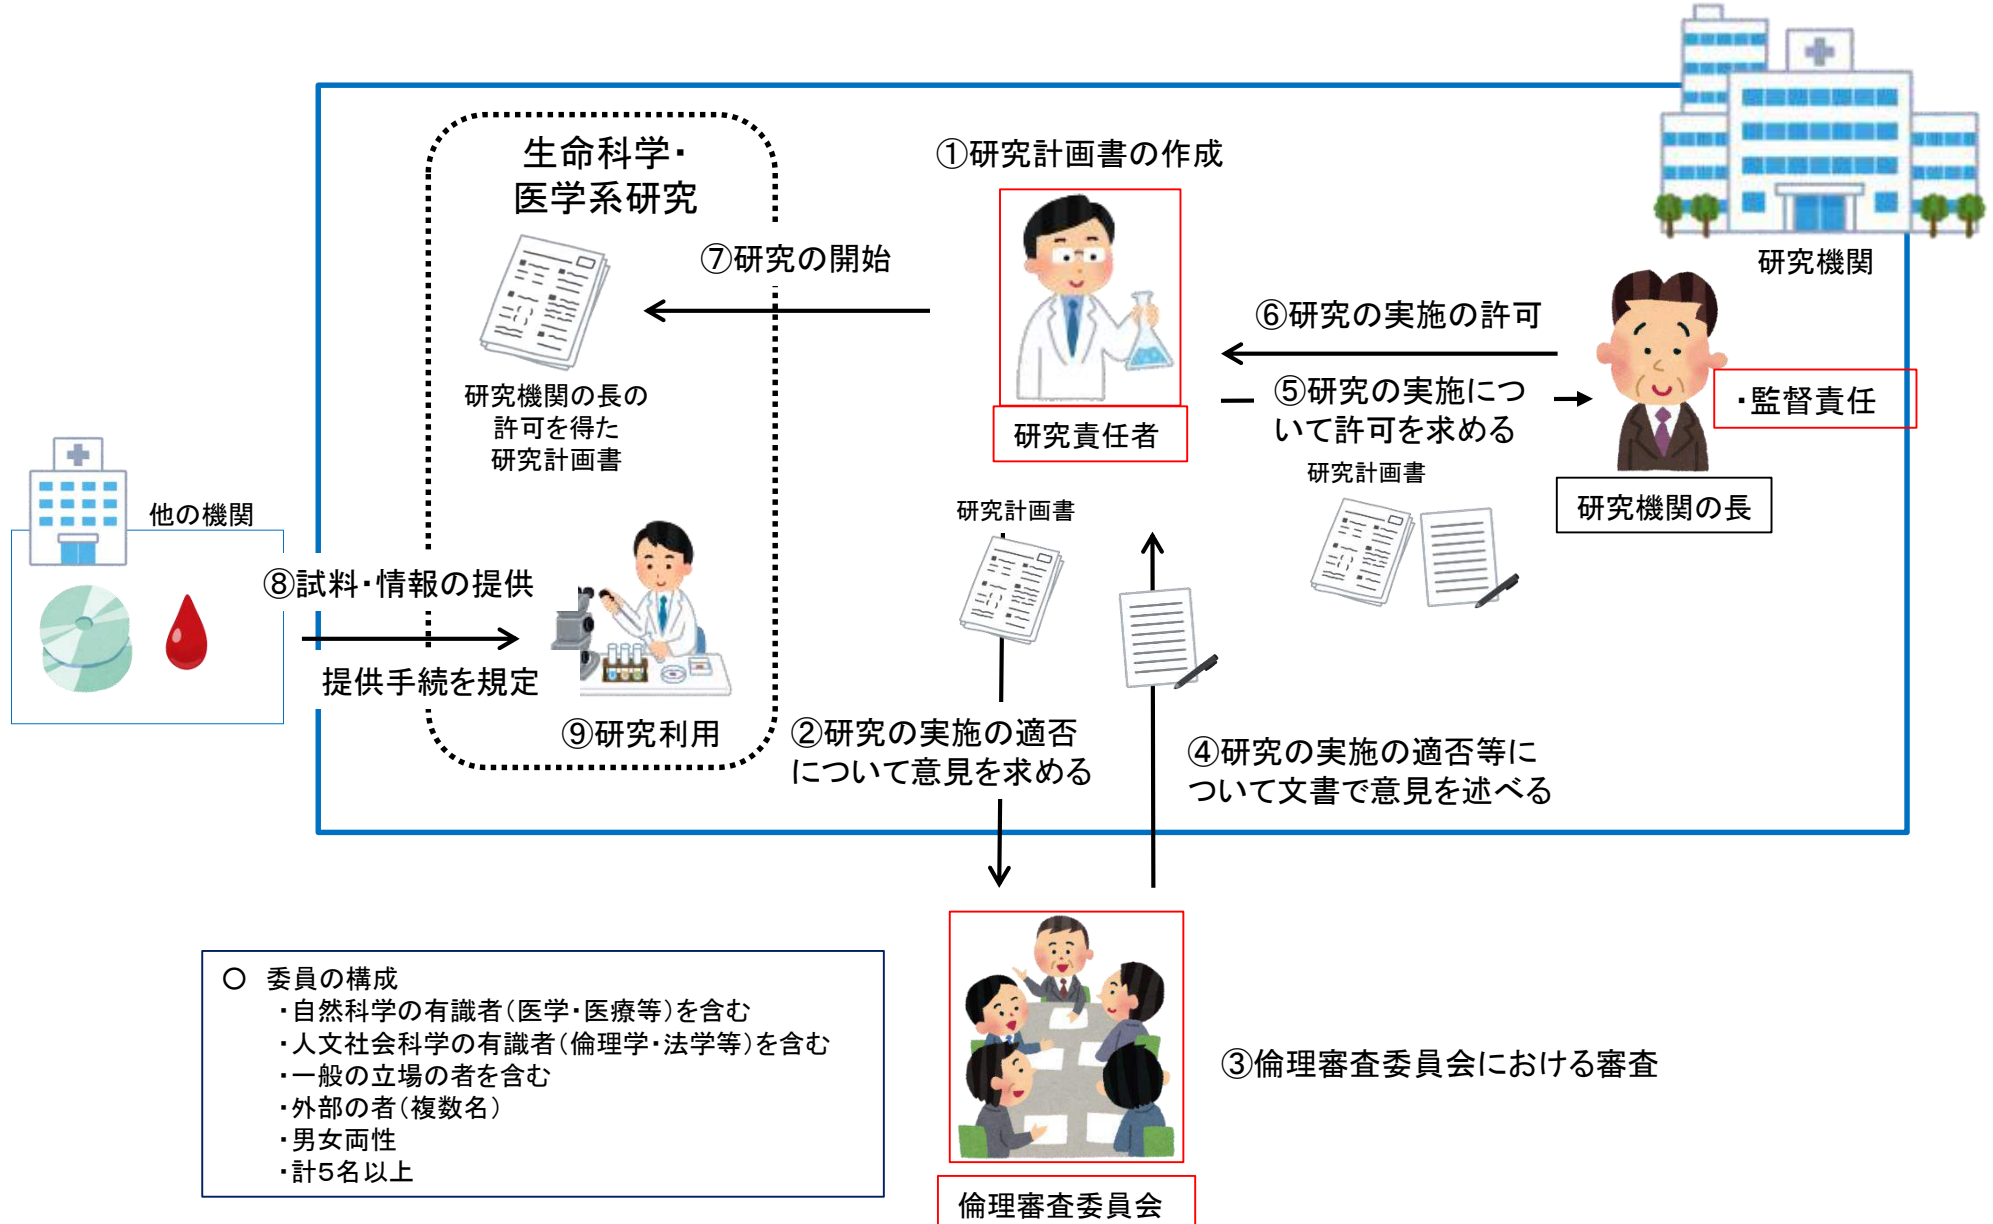 生命科学・
医学系研究
①研究計画書の作成
研究機関
⑦研究の開始
⑥研究の実施の許可
研究機関の長の
許可を得た
研究計画書
研究責任者
⑤研究の実施につ
いて許可を求める
・監督責任
研究計画書
研究機関の長
他の機関
研究計画書
⑧試料・情報の提供
提供手続を規定
⑨研究利用
②研究の実施の適否
について意見を求める
④研究の実施の適否等に
ついて文書で意見を述べる
○ 委員の構成
・自然科学の有識者（医学・医療等）を含む
・人文社会科学の有識者（倫理学・法学等）を含む
・一般の立場の者を含む
・外部の者（複数名）
・男女両性
・計５名以上
③倫理審査委員会における審査
倫理審査委員会